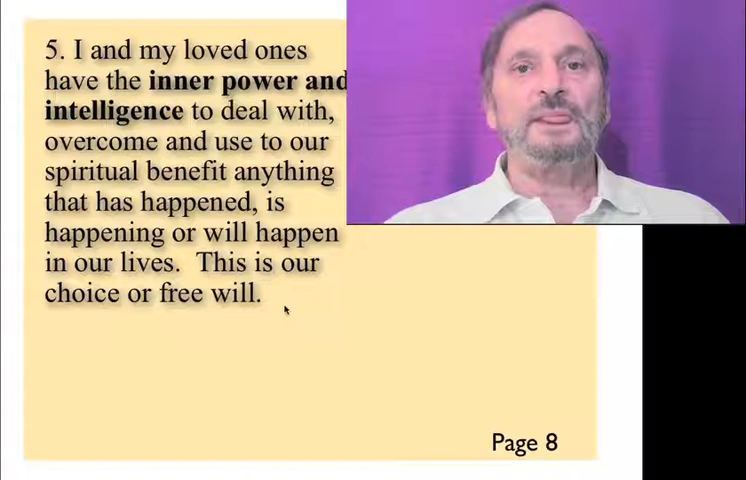 5. I and my loved ones
have the inner power and
intelligence to deal with,
overcome and use to our
spiritual benefit anything
that has happened, is
happening or will happen
in our lives. This is our
choice or free will.
Page 8